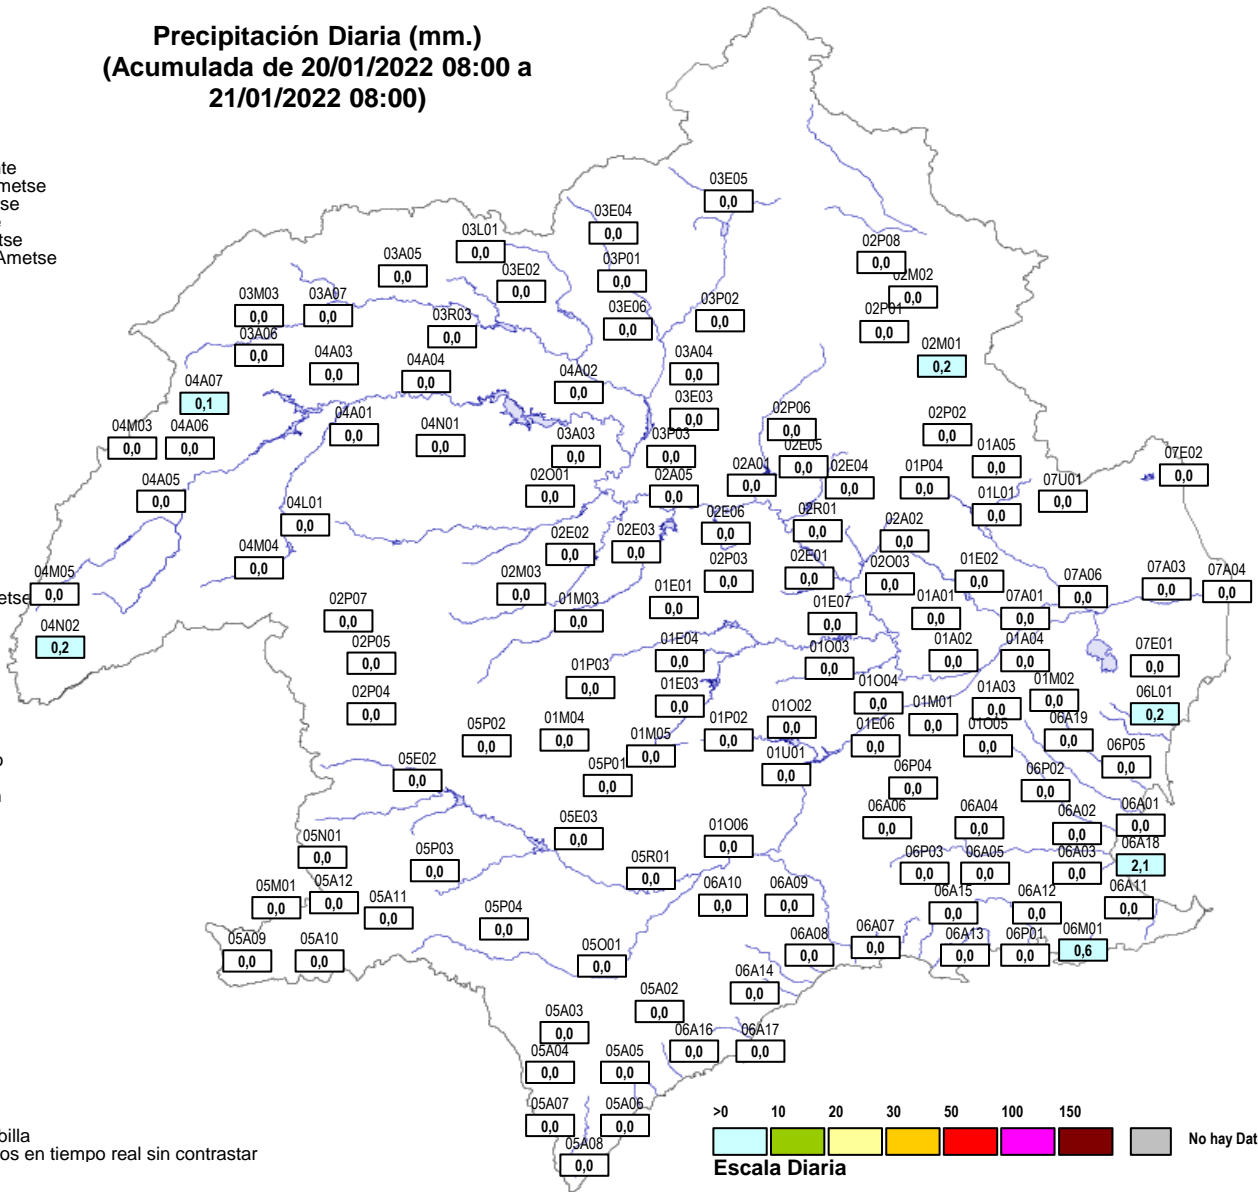 Precipitación Diaria (mm.)
(Acumulada de 20/01/2022 08:00 a
21/01/2022 08:00)
nte
metse
tse
e
tse
Ametse
03E05
0,0
03E04
0,0
03L01
0,0
03A05
0,0
03E02
0,0
03P01
0,0
02P08
0,0
02M02
0,0
03M03
0,0
03A07
0,0
03R03
0,0
03E06
0,0
03P02
0,0
02P01
0,0
03A06
0,0
04A03
0,0
04A04
0,0
04A02
0,0
03A04
0,0
02M01
0,2
04A07
0,1
03E03
0,0
04M03
0,0
04A06
0,0
04A01
0,0
04N01
0,0
03A03
0,0
03P03
0,0
02P06
0,0
02E05
0,0
02P02
0,0
01A05
0,0
07E02
0,0
04A05
0,0
02O01
0,0
02A05
0,0
02A01
0,0
02E04
0,0
01P04
0,0
01L01
0,0
07U01
0,0
04L01
0,0
02E02
0,0
02E03
0,0
02E06
0,0
02R01
0,0
02A02
0,0
04M04
0,0
04M05
0,0
etse
02M03
0,0
01M03
0,0
01E01
0,0
02P03
0,0
02E01
0,0
02O03
0,0
01E02
0,0
07A06
0,0
07A03
0,0
07A04
0,0
04N02
0,2
02P07
0,0
02P05
0,0
02P04
0,0
01E04
0,0
01E07
0,0
01A01
0,0
07A01
0,0
01P03
0,0
01E03
0,0
01O03
0,0
01A02
0,0
01A04
0,0
07E01
0,0
01O04
0,0
01M01
0,0
01A03
0,0
01M02
0,0
06L01
0,2
05P02
0,0
01M04
0,0
01M05
0,0
01P02
0,0
01O02
0,0
01E06
0,0
01O05
0,0
06A19
0,0
06P05
0,0
05E02
0,0
05P01
0,0
01U01
0,0
06P04
0,0
06P02
0,0
05E03
0,0
01O06
0,0
06A06
0,0
06A04
0,0
06A02
0,0
06A01
0,0
05N01
0,0
05P03
0,0
05R01
0,0
06P03
0,0
06A05
0,0
06A03
0,0
06A18
2,1
05M01
0,0
05A12
0,0
05A11
0,0
05P04
0,0
06A10
0,0
06A09
0,0
06A15
0,0
06A12
0,0
06A11
0,0
05A09
0,0
05A10
0,0
05O01
0,0
06A08
0,0
06A07
0,0
06A13
0,0
06P01
0,0
06M01
0,6
06A14
0,0
05A02
0,0
05A03
0,0
06A16
0,0
06A17
0,0
05A04
0,0
05A05
0,0
05A07
0,0
05A06
0,0
05A08
0,0
billa
os en tiempo real sin contrastar
>0 10 20 30 50 100 150
No hay Dat
Escala Diaria